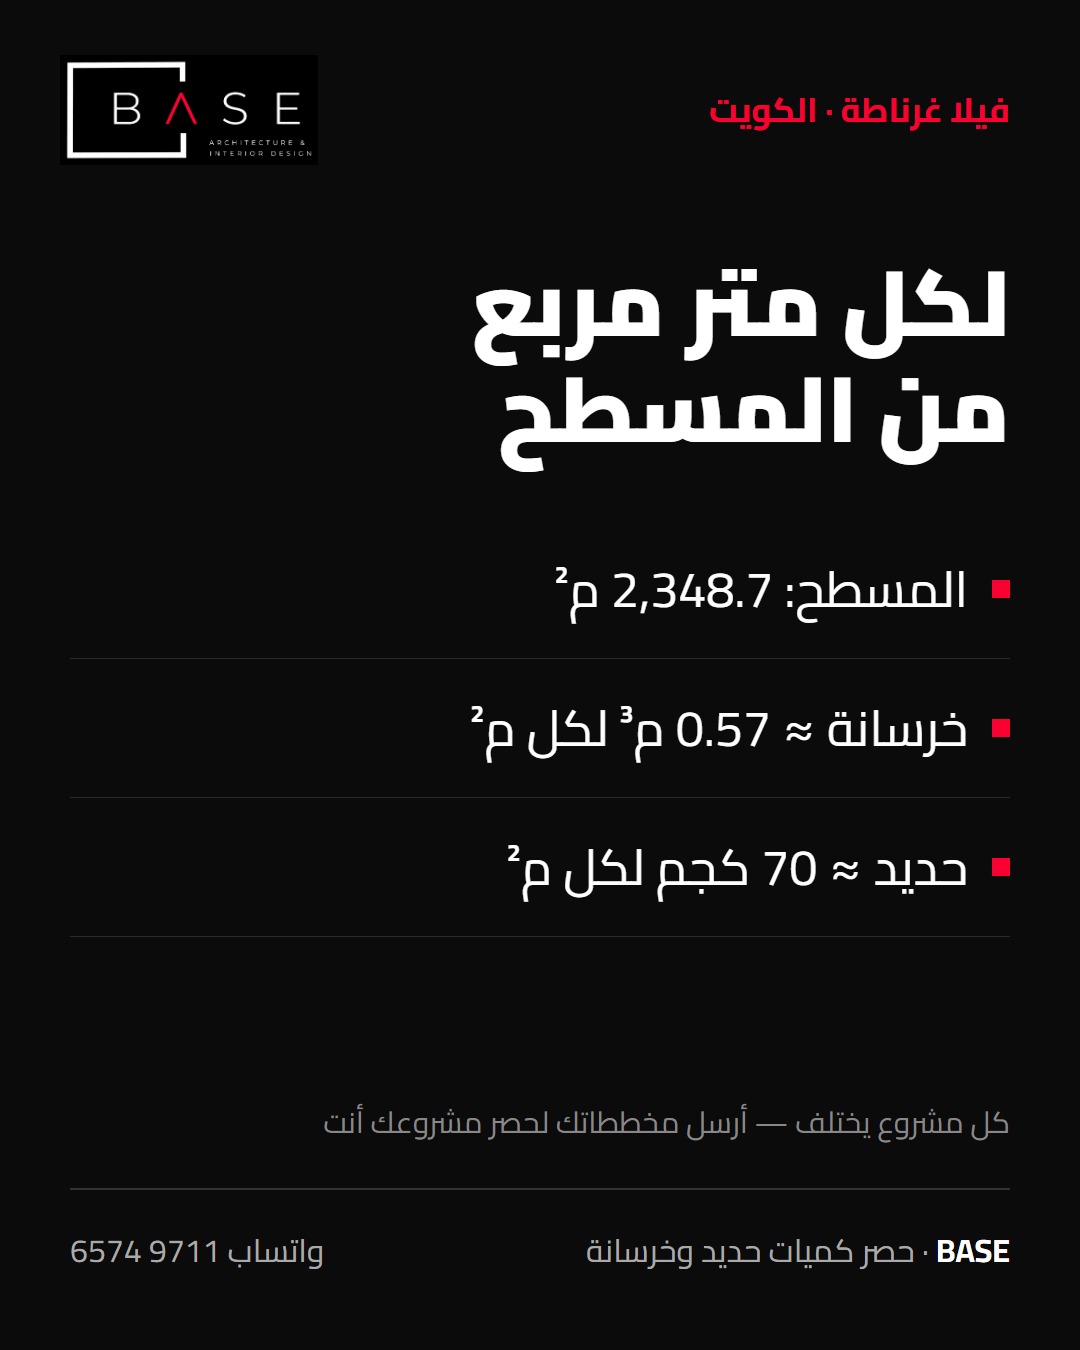 BASE
ARCHITECTURE &
INTERIOR DESIGN
فيلا غرناطة · الكويت
لكل متر مربع
من المسطح
المسطح: 2,348.7 م²
خرسانة ≈ 0.57 م³ لكل م²
حديد ≈ 70 كجم لكل م²
كل مشروع يختلف — أرسل مخططاتك لحصر مشروعك أنت
BASE · حصر كميات حديد وخرسانة
واتساب 9711 6574